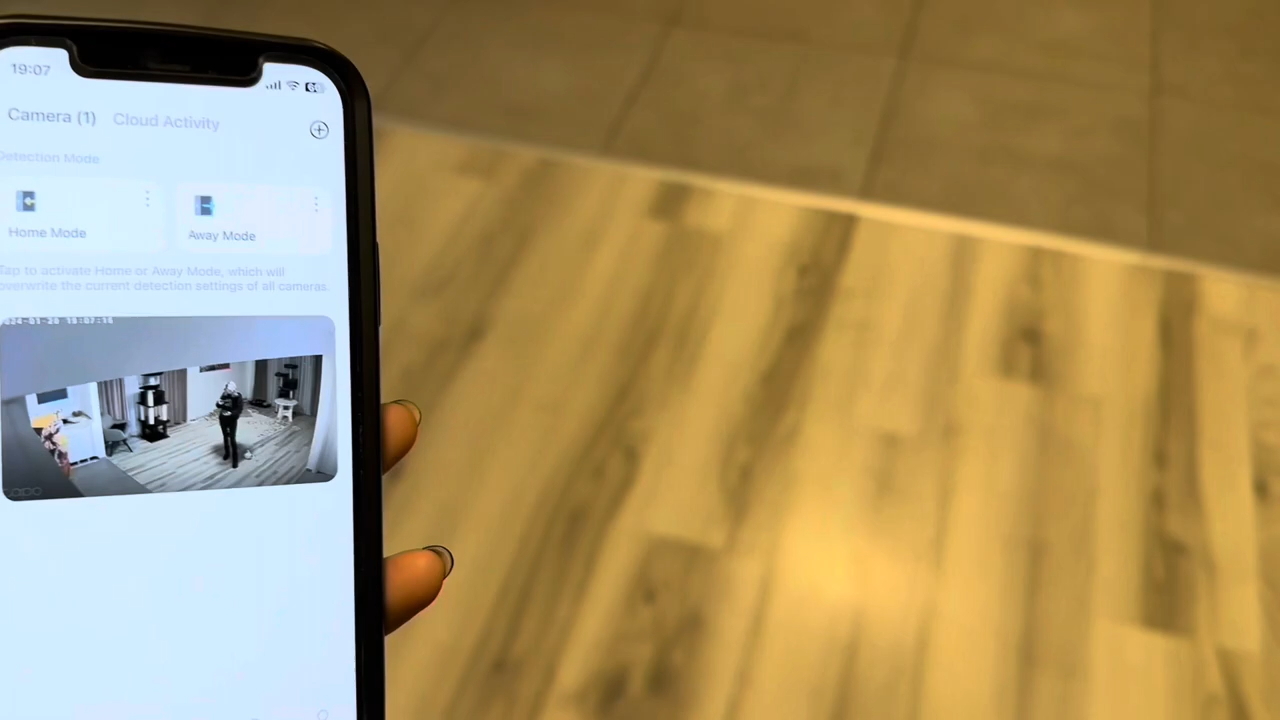 19:07
Camera (1) Cloud Activity
Detection Mode
Home Mode
Away Mode
Tap to activate Home or Away Mode, which will
overwrite the current detection settings of all cameras.